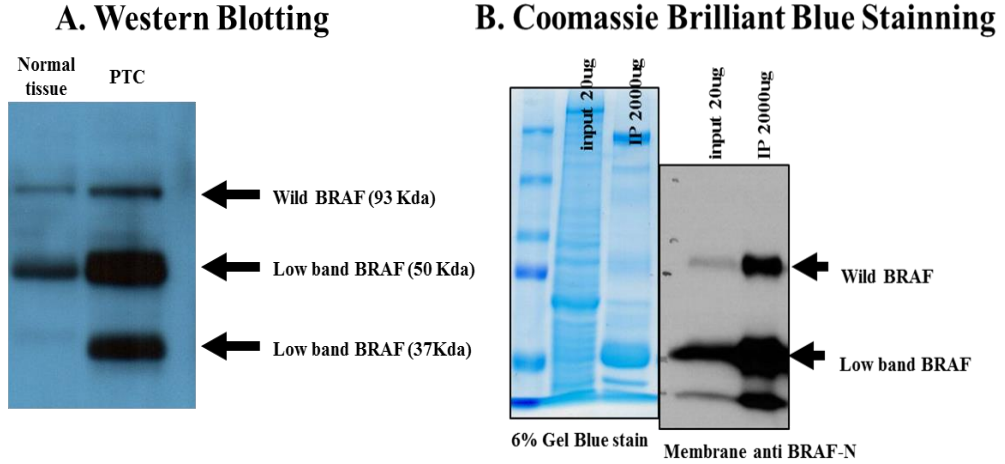 A. Western Blotting
Normal
tissue
PTC
Wild BRAF (93 Kda)
Low band BRAF (50 Kda)
Low band BRAF (37Kda)
B. Coomassie Brilliant Blue Stainning
input 20ug
IP 2000ug
input 20ug
IP 2000ug
Wild BRAF
Low band BRAF
6% Gel Blue stain
Membrane anti BRAF-N